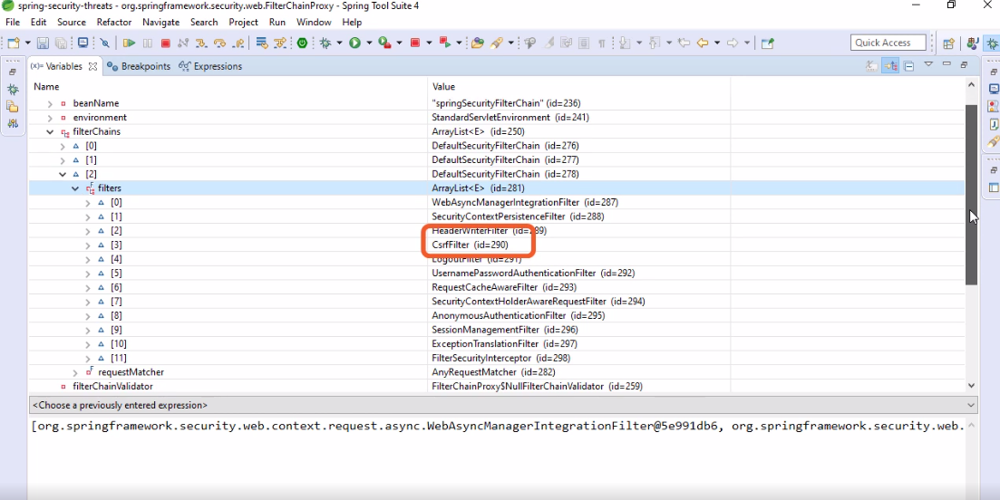 spring-security-threats - org.springframework.security.web.FilterChainProxy - Spring Tool Suite 4
File Edit Source Refactor Navigate Search Project Run Window Help
Quick Access
(x)= Variables Breakpoints Expressions
Name Value
beanName "springSecurityFilterChain" (id=236)
environment StandardServletEnvironment (id=241)
filterChains ArrayList<E> (id=250)
[0] DefaultSecurityFilterChain (id=276)
[1] DefaultSecurityFilterChain (id=277)
[2] DefaultSecurityFilterChain (id=278)
filters ArrayList<E> (id=281)
[0] WebAsyncManagerIntegrationFilter (id=287)
[1] SecurityContextPersistenceFilter (id=288)
[2] HeaderWriterFilter (id=289)
[3] CsrfFilter (id=290)
[4] LogoutFilter (id=291)
[5] UsernamePasswordAuthenticationFilter (id=292)
[6] RequestCacheAwareFilter (id=293)
[7] SecurityContextHolderAwareRequestFilter (id=294)
[8] AnonymousAuthenticationFilter (id=295)
[9] SessionManagementFilter (id=296)
[10] ExceptionTranslationFilter (id=297)
[11] FilterSecurityInterceptor (id=298)
requestMatcher AnyRequestMatcher (id=282)
filterChainValidator FilterChainProxy$NullFilterChainValidator (id=259)
<Choose a previously entered expression>
[org.springframework.security.web.context.request.async.WebAsyncManagerIntegrationFilter@5e991db6, org.springframework.security.web.